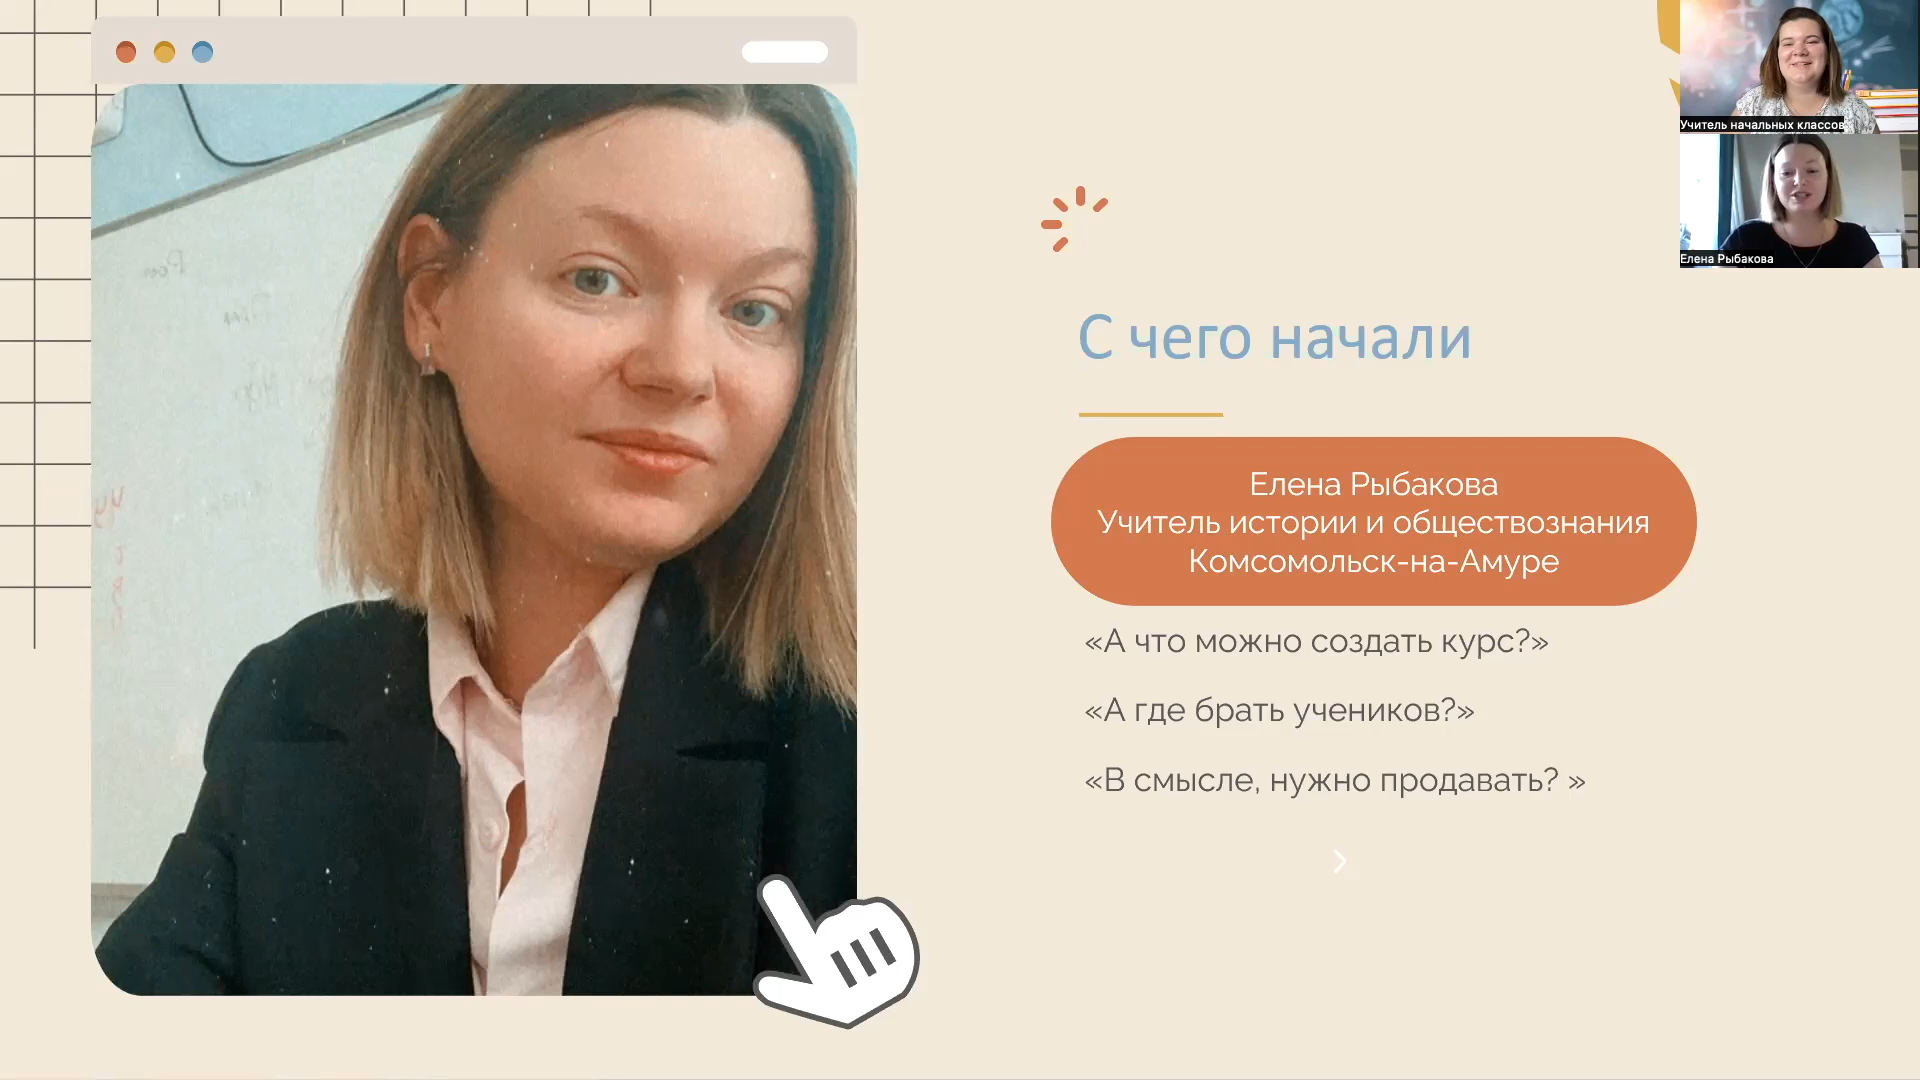 Учитель начальных классов
Елена Рыбакова
С чего начали
Елена Рыбакова
Учитель истории и обществознания
Комсомольск-на-Амуре
«А что можно создать курс?»
«А где брать учеников?»
«В смысле, нужно продавать? »